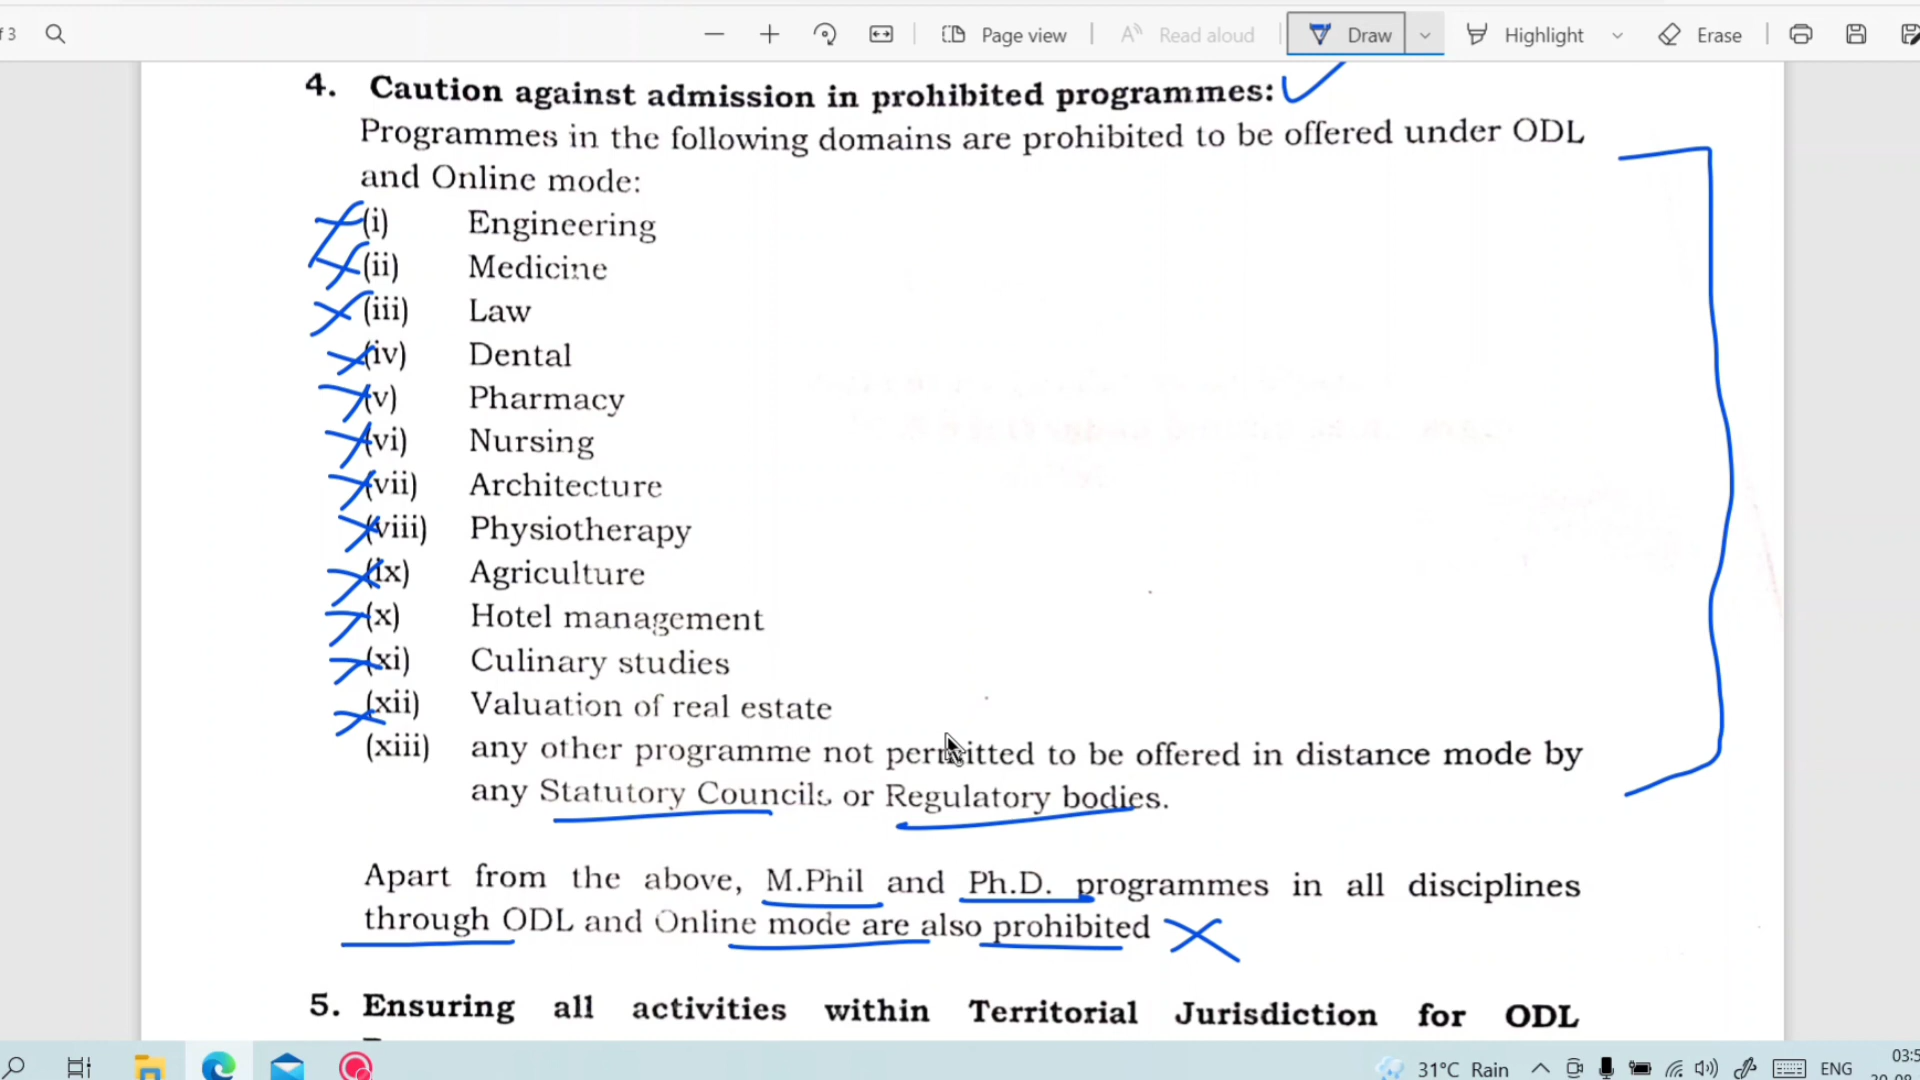 of 3
Page view
Read aloud
Draw
Highlight
Erase
4. Caution against admission in prohibited programmes:
Programmes in the following domains are prohibited to be offered under ODL
and Online mode:
(i) Engineering
(ii) Medicine
(iii) Law
(iv) Dental
(v) Pharmacy
(vi) Nursing
(vii) Architecture
(viii) Physiotherapy
(ix) Agriculture
(x) Hotel management
(xi) Culinary studies
(xii) Valuation of real estate
(xiii) any other programme not permitted to be offered in distance mode by
any Statutory Councils or Regulatory bodies.
Apart from the above, M.Phil and Ph.D. programmes in all disciplines
through ODL and Online mode are also prohibited
5. Ensuring all activities within Territorial Jurisdiction for ODL
31°C Rain
ENG